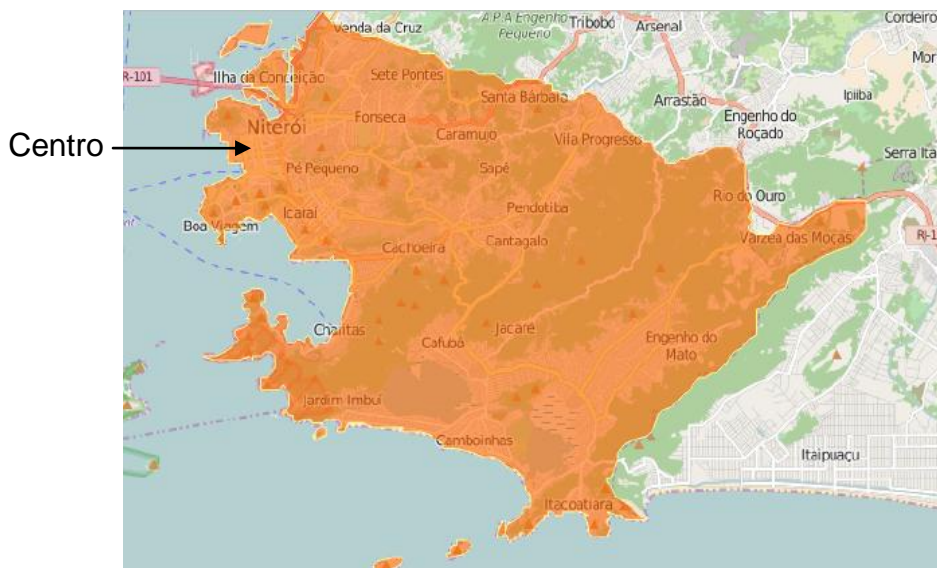 A.P.A Engenho
Pequeno
Tribobó
Arsenal
Cordeiro
Venda da Cruz
R-101
Ilha da Conceição
Sete Pontes
Santa Bárbara
Arrastão
Ipiiba
Engenho do
Roçado
Centro
Niterói
Fonseca
Caramujo
Vila Progresso
Serra Ita
Pé Pequeno
Sapê
Rio do Ouro
Icaraí
Pendotiba
Boa Viagem
Cachoeira
Cantagalo
Varzea das Moças
RJ-1
Charitas
Cafubá
Jacaré
Engenho do
Mato
Jardim Imbuí
Camboinhas
Itaipuaçu
Itacoatiara